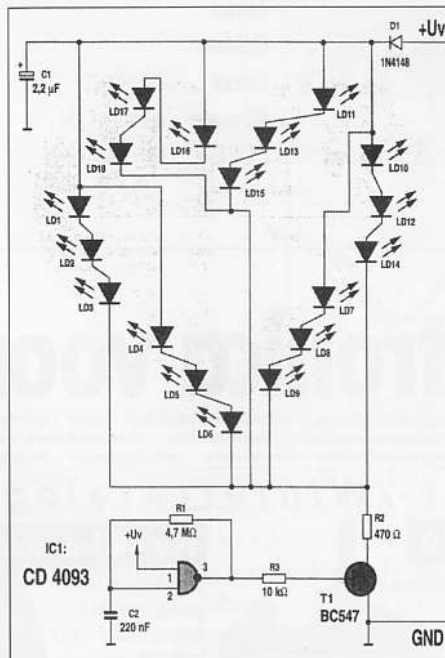 D1
+Uv
1N4148
C1
+
2,2 µF
LD17
LD11
LD16
LD13
LD18
LD10
LD15
LD1
LD12
LD2
LD14
LD3
LD7
LD4
LD8
LD5
LD9
LD6
R1
4,7 MΩ
R2
470 Ω
IC1:
+Uv
CD 4093
1
2
3
R3
10 kΩ
T1
BC547
C2
220 nF
GND